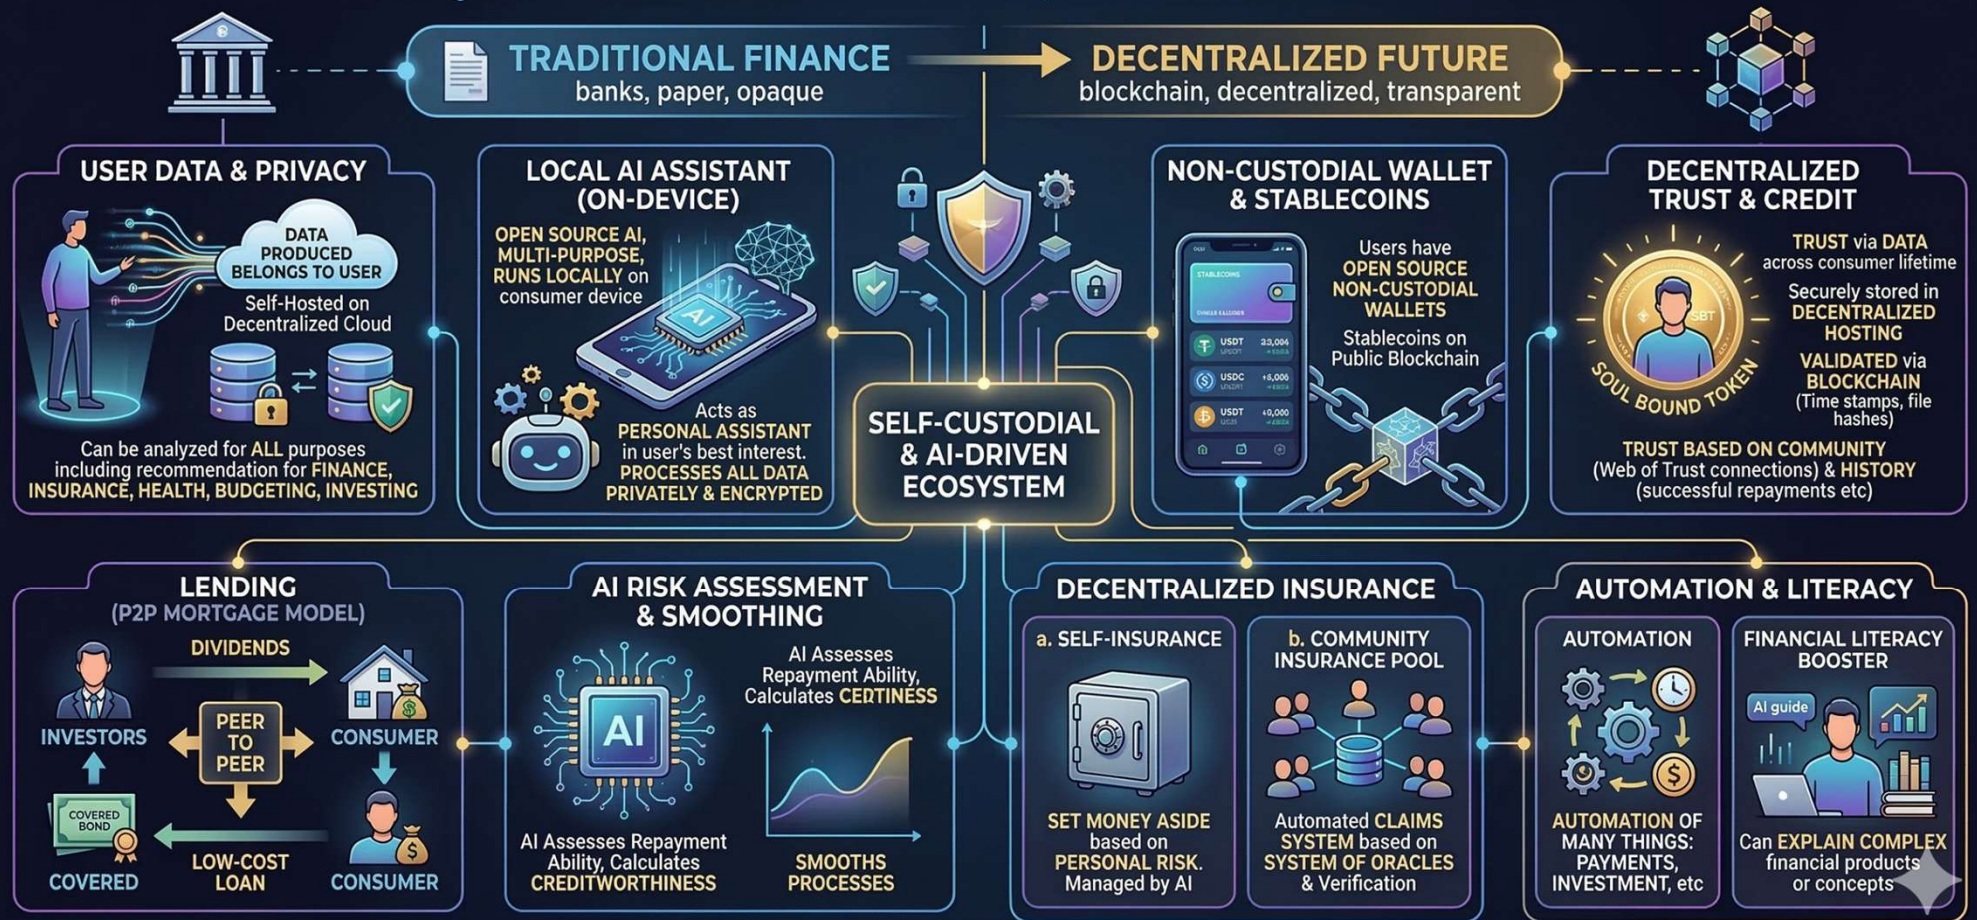 TRADITIONAL FINANCE
banks, paper, opaque
DECENTRALIZED FUTURE
blockchain, decentralized, transparent
USER DATA & PRIVACY
DATA
PRODUCED
BELONGS TO USER
Self-Hosted on
Decentralized Cloud
Can be analyzed for ALL purposes
including recommendation for FINANCE,
INSURANCE, HEALTH, BUDGETING, INVESTING
LOCAL AI ASSISTANT
(ON-DEVICE)
OPEN SOURCE AI,
MULTI-PURPOSE,
RUNS LOCALLY on
consumer device
AI
Acts as
PERSONAL ASSISTANT
in user's best interest.
PROCESSES ALL DATA
PRIVATELY & ENCRYPTED
SELF-CUSTODIAL
& AI-DRIVEN
ECOSYSTEM
NON-CUSTODIAL WALLET
& STABLECOINS
STABLECOINS
USDT
USDC
USDT
Users have
OPEN SOURCE
NON-CUSTODIAL
WALLETS
Stablecoins on
Public Blockchain
DECENTRALIZED
TRUST & CREDIT
SBT
SOUL BOUND TOKEN
TRUST via DATA
across consumer lifetime
Securely stored in
DECENTRALIZED
HOSTING
VALIDATED via
BLOCKCHAIN
(Time stamps, file
hashes)
TRUST BASED ON COMMUNITY
(Web of Trust connections) & HISTORY
(successful repayments etc)
LENDING
(P2P MORTGAGE MODEL)
DIVIDENDS
INVESTORS
PEER
TO
PEER
CONSUMER
COVERED
BOND
COVERED
LOW-COST
LOAN
CONSUMER
AI RISK ASSESSMENT
& SMOOTHING
AI
AI Assesses Repayment
Ability, Calculates
CREDITWORTHINESS
AI Assesses
Repayment Ability,
Calculates CERTINESS
SMOOTHS
PROCESSES
DECENTRALIZED INSURANCE
a. SELF-INSURANCE
SET MONEY ASIDE
based on
PERSONAL RISK.
Managed by AI
b. COMMUNITY
INSURANCE POOL
Automated CLAIMS
SYSTEM based on
SYSTEM OF ORACLES
& Verification
AUTOMATION & LITERACY
AUTOMATION
AUTOMATION OF
MANY THINGS:
PAYMENTS,
INVESTMENT, etc
FINANCIAL LITERACY
BOOSTER
AI guide
Can EXPLAIN COMPLEX
financial products
or concepts